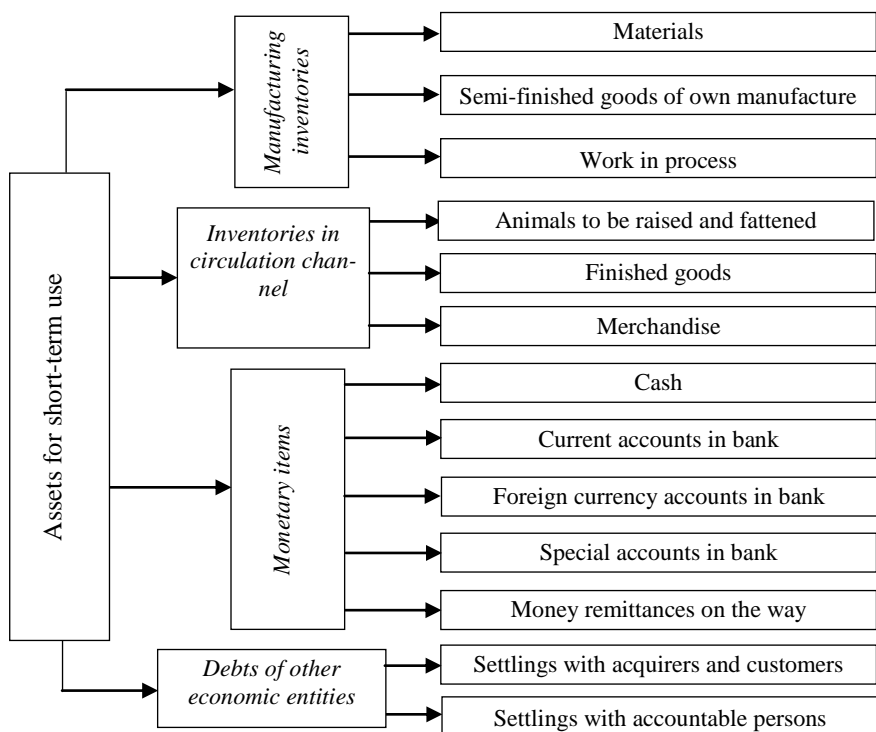 Assets for short-term use
Manufacturing
inventories
Materials
Semi-finished goods of own manufacture
Work in process
Inventories in
circulation chan-
nel
Animals to be raised and fattened
Finished goods
Merchandise
Monetary items
Cash
Current accounts in bank
Foreign currency accounts in bank
Special accounts in bank
Money remittances on the way
Debts of other
economic entities
Settlings with acquirers and customers
Settlings with accountable persons